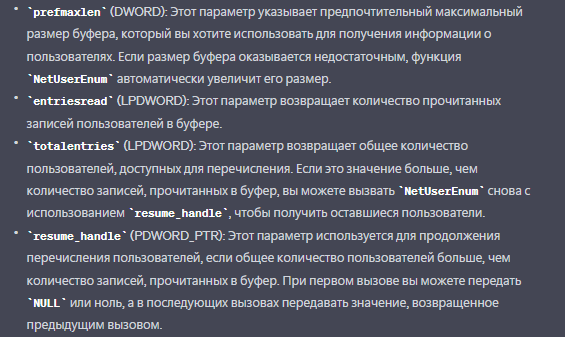 • `prefmaxlen` (DWORD): Этот параметр указывает предпочтительный максимальный
размер буфера, который вы хотите использовать для получения информации о
пользователях. Если размер буфера оказывается недостаточным, функция
`NetUserEnum` автоматически увеличит его размер.
• `entriesread` (LPDWORD): Этот параметр возвращает количество прочитанных
записей пользователей в буфере.
• `totalentries` (LPDWORD): Этот параметр возвращает общее количество
пользователей, доступных для перечисления. Если это значение больше, чем
количество записей, прочитанных в буфер, вы можете вызвать `NetUserEnum` снова с
использованием `resume_handle`, чтобы получить оставшиеся пользователи.
• `resume_handle` (PDWORD_PTR): Этот параметр используется для продолжения
перечисления пользователей, если общее количество пользователей больше, чем
количество записей, прочитанных в буфер. При первом вызове вы можете передать
`NULL` или ноль, а в последующих вызовах передавать значение, возвращенное
предыдущим вызовом.